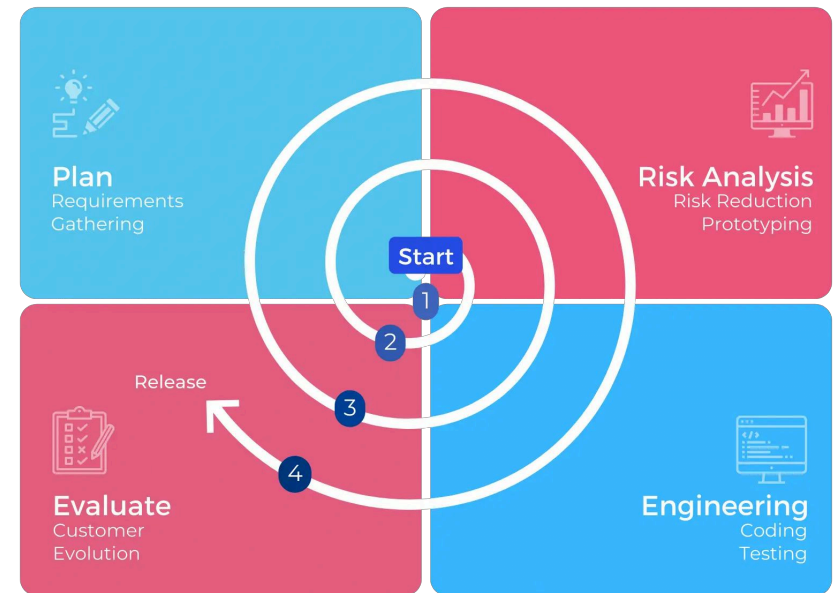 Plan
Requirements
Gathering
Risk Analysis
Risk Reduction
Prototyping
Start
1
2
3
4
Release
Evaluate
Customer
Evolution
Engineering
Coding
Testing